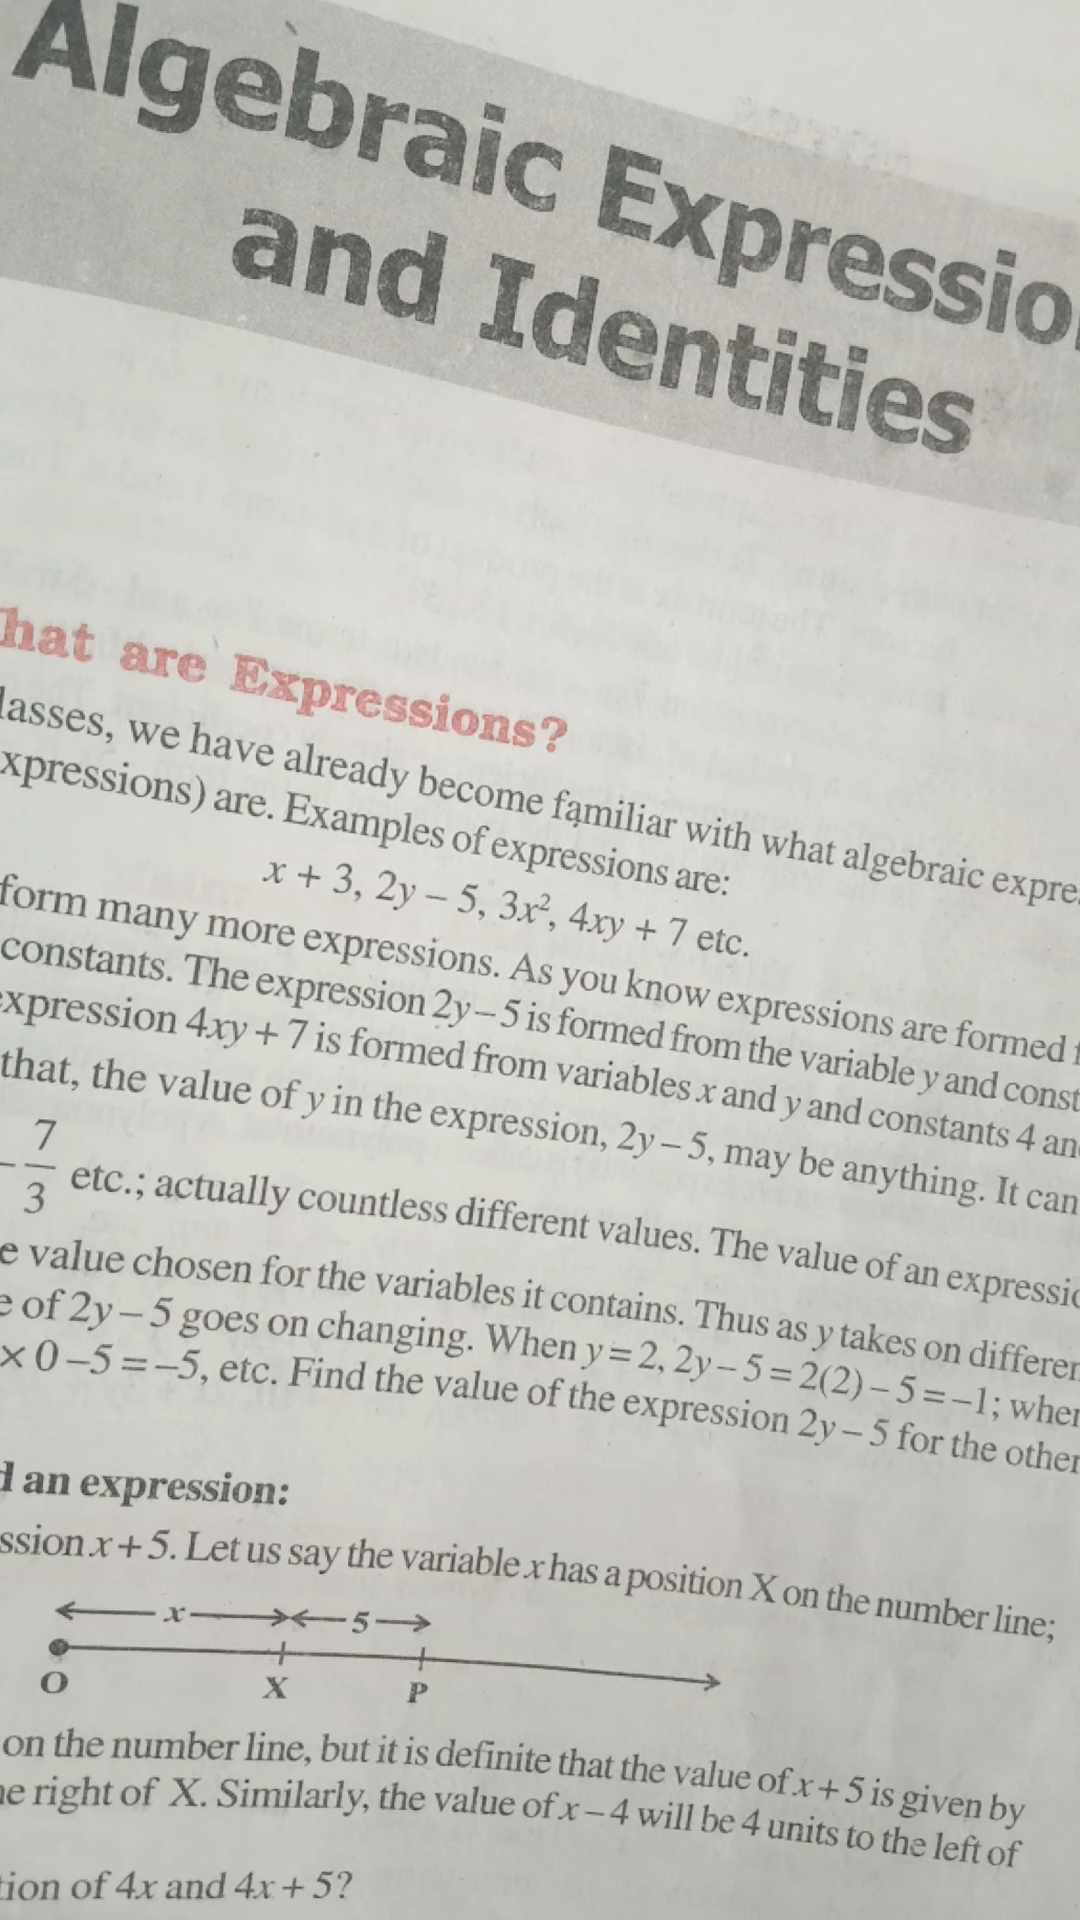 Algebraic Expressio
and Identities
hat are Expressions?
lasses, we have already become familiar with what algebraic expre
xpressions) are. Examples of expressions are:
x + 3, 2y – 5, 3x², 4xy + 7 etc.
form many more expressions. As you know expressions are formed f
constants. The expression 2y – 5 is formed from the variable y and const
expression 4xy + 7 is formed from variables x and y and constants 4 an
that, the value of y in the expression, 2y – 5, may be anything. It can
– 7/3 etc.; actually countless different values. The value of an expressio
e value chosen for the variables it contains. Thus as y takes on differen
e of 2y – 5 goes on changing. When y = 2, 2y – 5 = 2(2) – 5 = –1; when
× 0 –5 = –5, etc. Find the value of the expression 2y – 5 for the other
d an expression:
ssion x + 5. Let us say the variable x has a position X on the number line;
x 5
O X P
on the number line, but it is definite that the value of x + 5 is given by
he right of X. Similarly, the value of x – 4 will be 4 units to the left of
tion of 4x and 4x + 5?